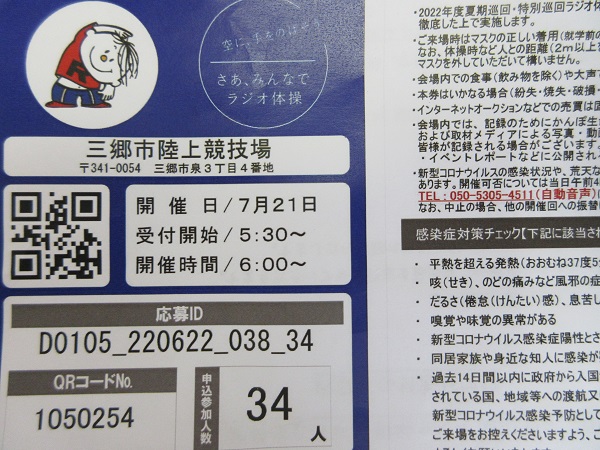 R
空に、手をのばそう
さあ、みんなで
ラジオ体操
三郷市陸上競技場
〒341-0054 三郷市泉3丁目4番地
開催日/7月21日
受付開始/5:30～
開催時間/6:00～
応募ID
D0105_220622_038_34
QRコードNo.
1050254
申込参加人数
34人
・2022年度夏期巡回・特別巡回ラジオ体
徹底した上で実施します。
・ご来場時はマスクの正しい着用(就学前の
なお、体操時など人との距離(2m以上を
マスクを外していただいて構いません。
・会場内での食事(飲み物を除く)や大声で
・本券はいかなる場合(紛失・焼失・破損・
・インターネットオークションなどでの売買は固
・会場内では、記録のためにかんぽ生
および取材メディアによる写真・動
皆様が記録される場合がございます。
・イベントレポートなどに公開され
・新型コロナウイルスの感染状況や、荒天な
あります。開催可否については当日午前4
TEL:050-5305-4511(自動音声)
なお、中止の場合、他の開催回への振替
感染症対策チェック【下記に該当され
・平熱を超える発熱(おおむね37度5分
・咳(せき)、のどの痛みなど風邪の症
・だるさ(倦怠(けんたい)感)、息苦し
・嗅覚や味覚の異常がある
・新型コロナウイルス感染症陽性とさ
・同居家族や身近な知人に感染が
・過去14日間以内に政府から入国
されている国、地域等への渡航又
新型コロナウイルス感染予防として
ご来場をお控えくださいますよう、ご